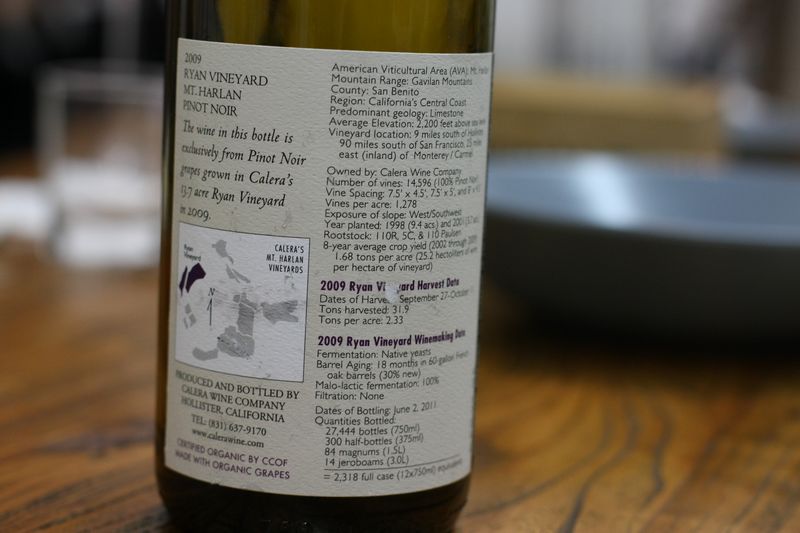 2009
RYAN VINEYARD
MT. HARLAN
PINOT NOIR
The wine in this bottle is
exclusively from Pinot Noir
grapes grown in Calera's
13.7 acre Ryan Vineyard
in 2009.
Ryan
Vineyard
CALERA'S
MT. HARLAN
VINEYARDS
N
PRODUCED AND BOTTLED BY
CALERA WINE COMPANY
HOLLISTER, CALIFORNIA
TEL: (831) 637-9170
www.calerawine.com
CERTIFIED ORGANIC BY CCOF
MADE WITH ORGANIC GRAPES
American Viticultural Area (AVA): Mt. Harlan
Mountain Range: Gavilan Mountains
County: San Benito
Region: California's Central Coast
Predominant geology: Limestone
Average Elevation: 2,200 feet above sea level
Vineyard location: 9 miles south of Hollister,
90 miles south of San Francisco, 25 miles
east (inland) of Monterey / Carmel
Owned by: Calera Wine Company
Number of vines: 14,596 (100% Pinot Noir)
Vine Spacing: 7.5' x 4.5', 7.5' x 5', and 8' x
Vines per acre: 1,278
Exposure of slope: West/Southwest
Year planted: 1998 (9.4 acs) and 2001
Rootstock: 110R, 5C, & 110 Paulsen
8-year average crop yield (2002 through 2009)
1.68 tons per acre (25.2 hectoliters of wine
per hectare of vineyard)
2009 Ryan Vineyard Harvest Data
Dates of Harvest: September 27-October
Tons harvested: 31.9
Tons per acre: 2.33
2009 Ryan Vineyard Winemaking Data
Fermentation: Native yeasts
Barrel Aging: 18 months in 60-gallon French
oak barrels (30% new)
Malo-lactic fermentation: 100%
Filtration: None
Dates of Bottling: June 2, 2011
Quantities Bottled:
27,444 bottles (750ml)
300 half-bottles (375ml)
84 magnums (1.5L)
14 jeroboams (3.0L)
= 2,318 full case (12x750ml) equivalents